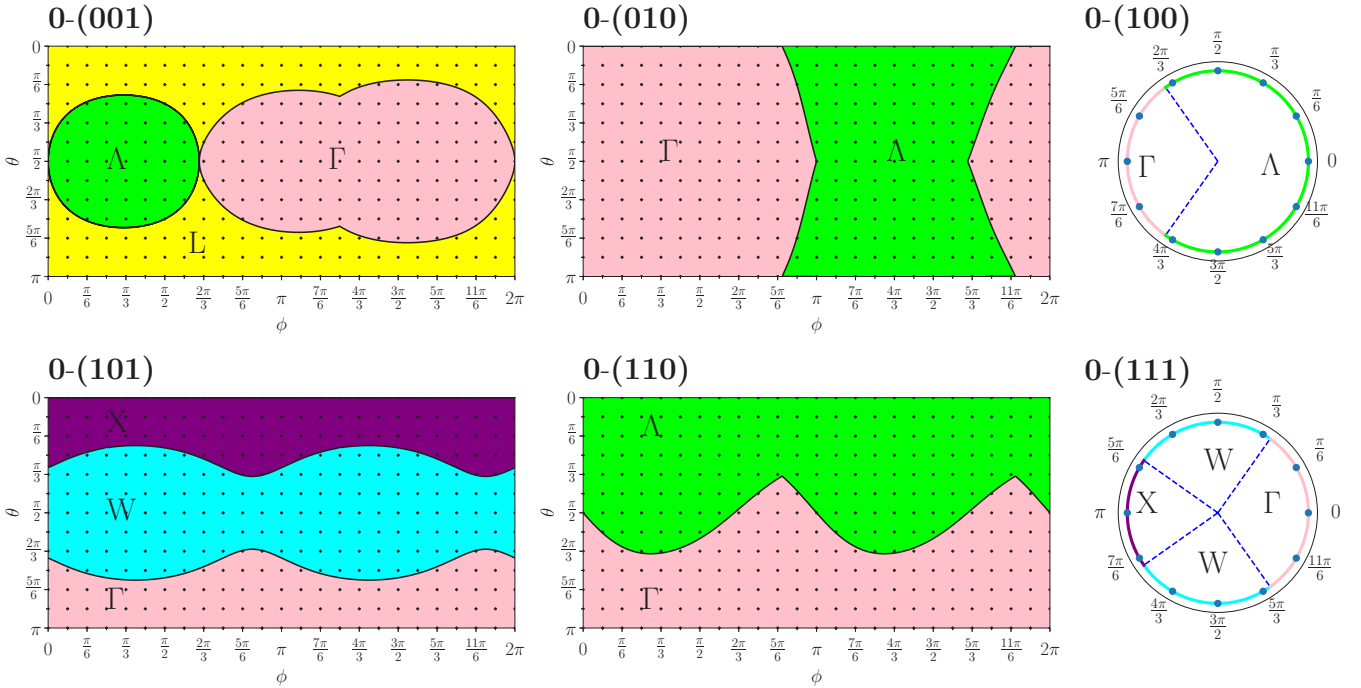 0-(001)
0
π/6
π/3
π/2
2π/3
5π/6
π
θ
Λ
Γ
L
0 π/6 π/3 π/2 2π/3 5π/6 π 7π/6 4π/3 3π/2 5π/3 11π/6 2π
ϕ
0-(010)
0
π/6
π/3
π/2
2π/3
5π/6
π
θ
Γ
Λ
0 π/6 π/3 π/2 2π/3 5π/6 π 7π/6 4π/3 3π/2 5π/3 11π/6 2π
ϕ
0-(100)
π/2
2π/3 π/3
5π/6 π/6
π Γ Λ 0
7π/6 11π/6
4π/3 5π/3
3π/2
0-(101)
0
π/6
π/3
π/2
2π/3
5π/6
π
θ
X
W
Γ
0 π/6 π/3 π/2 2π/3 5π/6 π 7π/6 4π/3 3π/2 5π/3 11π/6 2π
ϕ
0-(110)
0
π/6
π/3
π/2
2π/3
5π/6
π
θ
Λ
Γ
0 π/6 π/3 π/2 2π/3 5π/6 π 7π/6 4π/3 3π/2 5π/3 11π/6 2π
ϕ
0-(111)
π/2
2π/3 π/3
5π/6 W π/6
π X Γ 0
7π/6 W 11π/6
4π/3 5π/3
3π/2